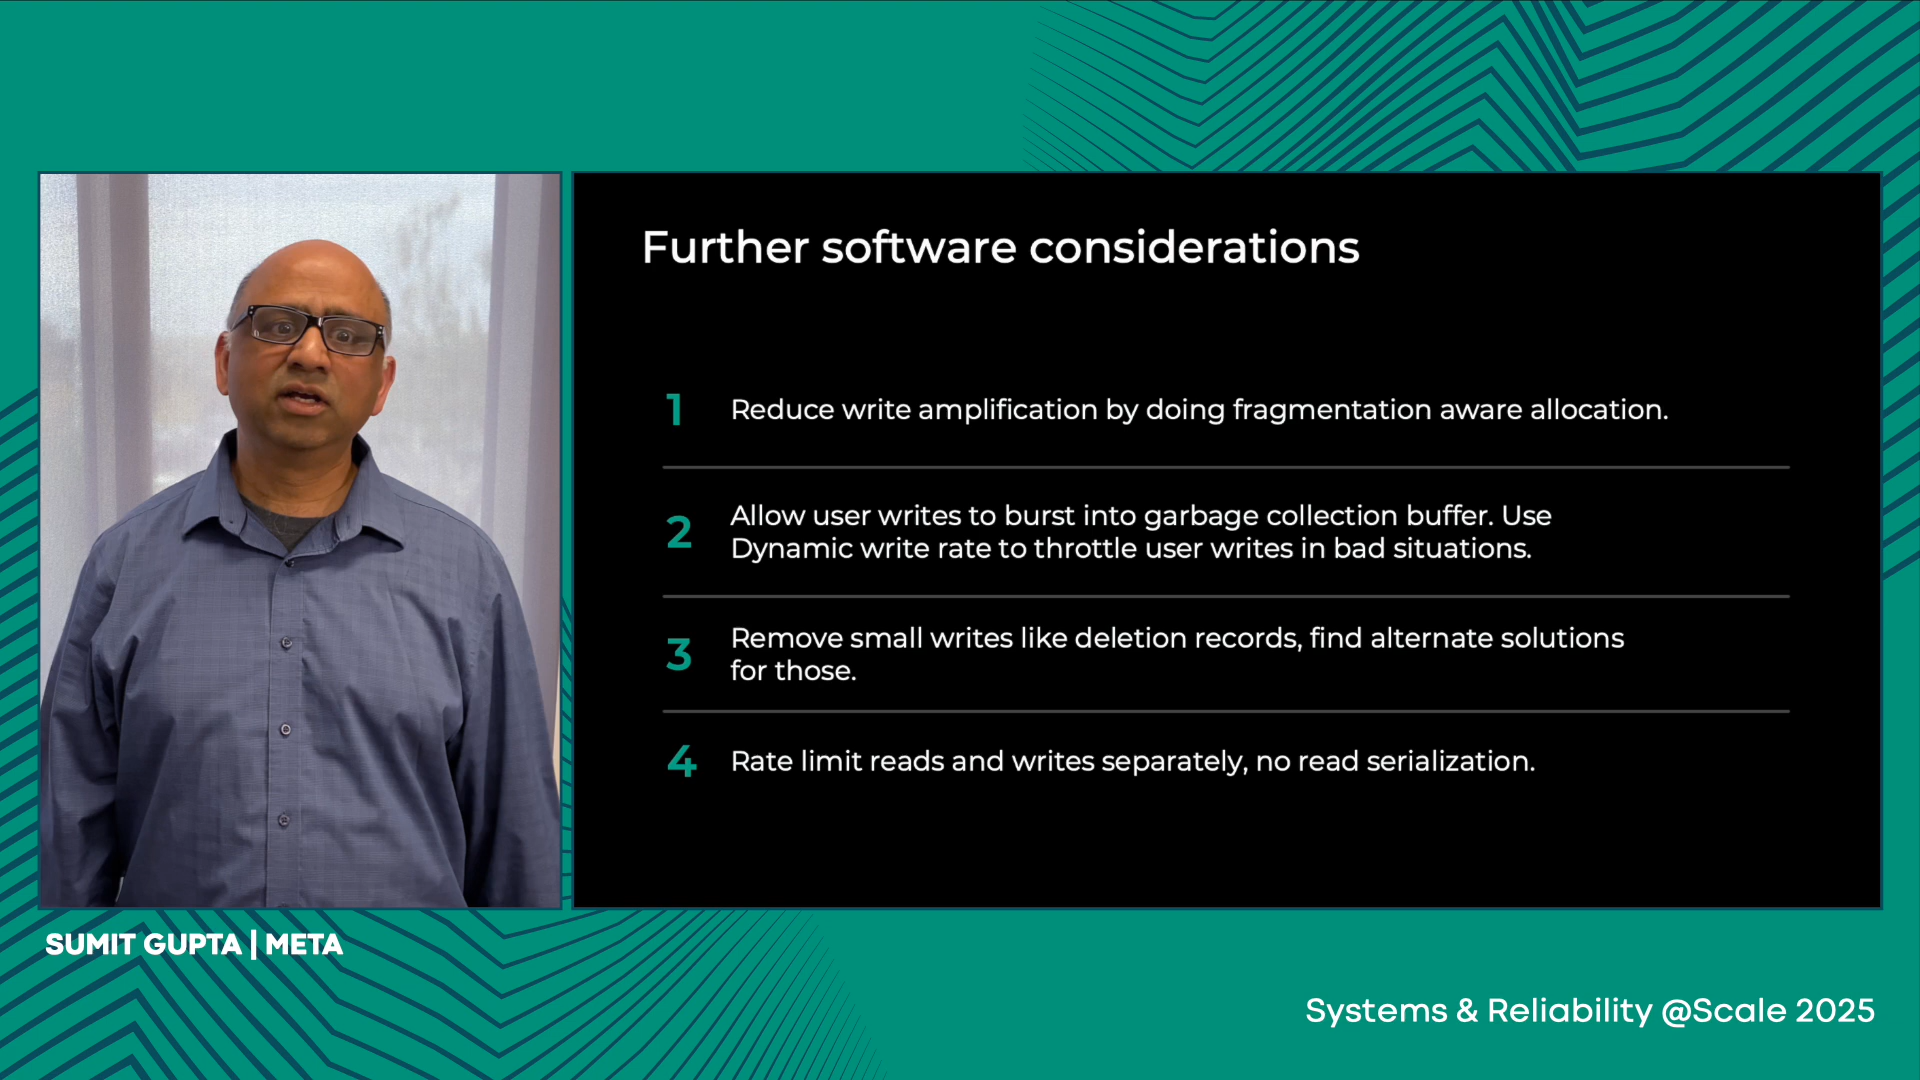 Further software considerations
1 Reduce write amplification by doing fragmentation aware allocation.
2 Allow user writes to burst into garbage collection buffer. Use
Dynamic write rate to throttle user writes in bad situations.
3 Remove small writes like deletion records, find alternate solutions
for those.
4 Rate limit reads and writes separately, no read serialization.
SUMIT GUPTA | META
Systems & Reliability @Scale 2025